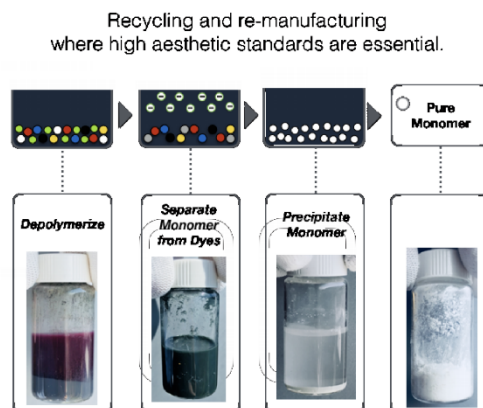 Recycling and re-manufacturing
where high aesthetic standards are essential.
Pure
Monomer
Depolymerize
Separate
Monomer
from Dyes
Precipitate
Monomer